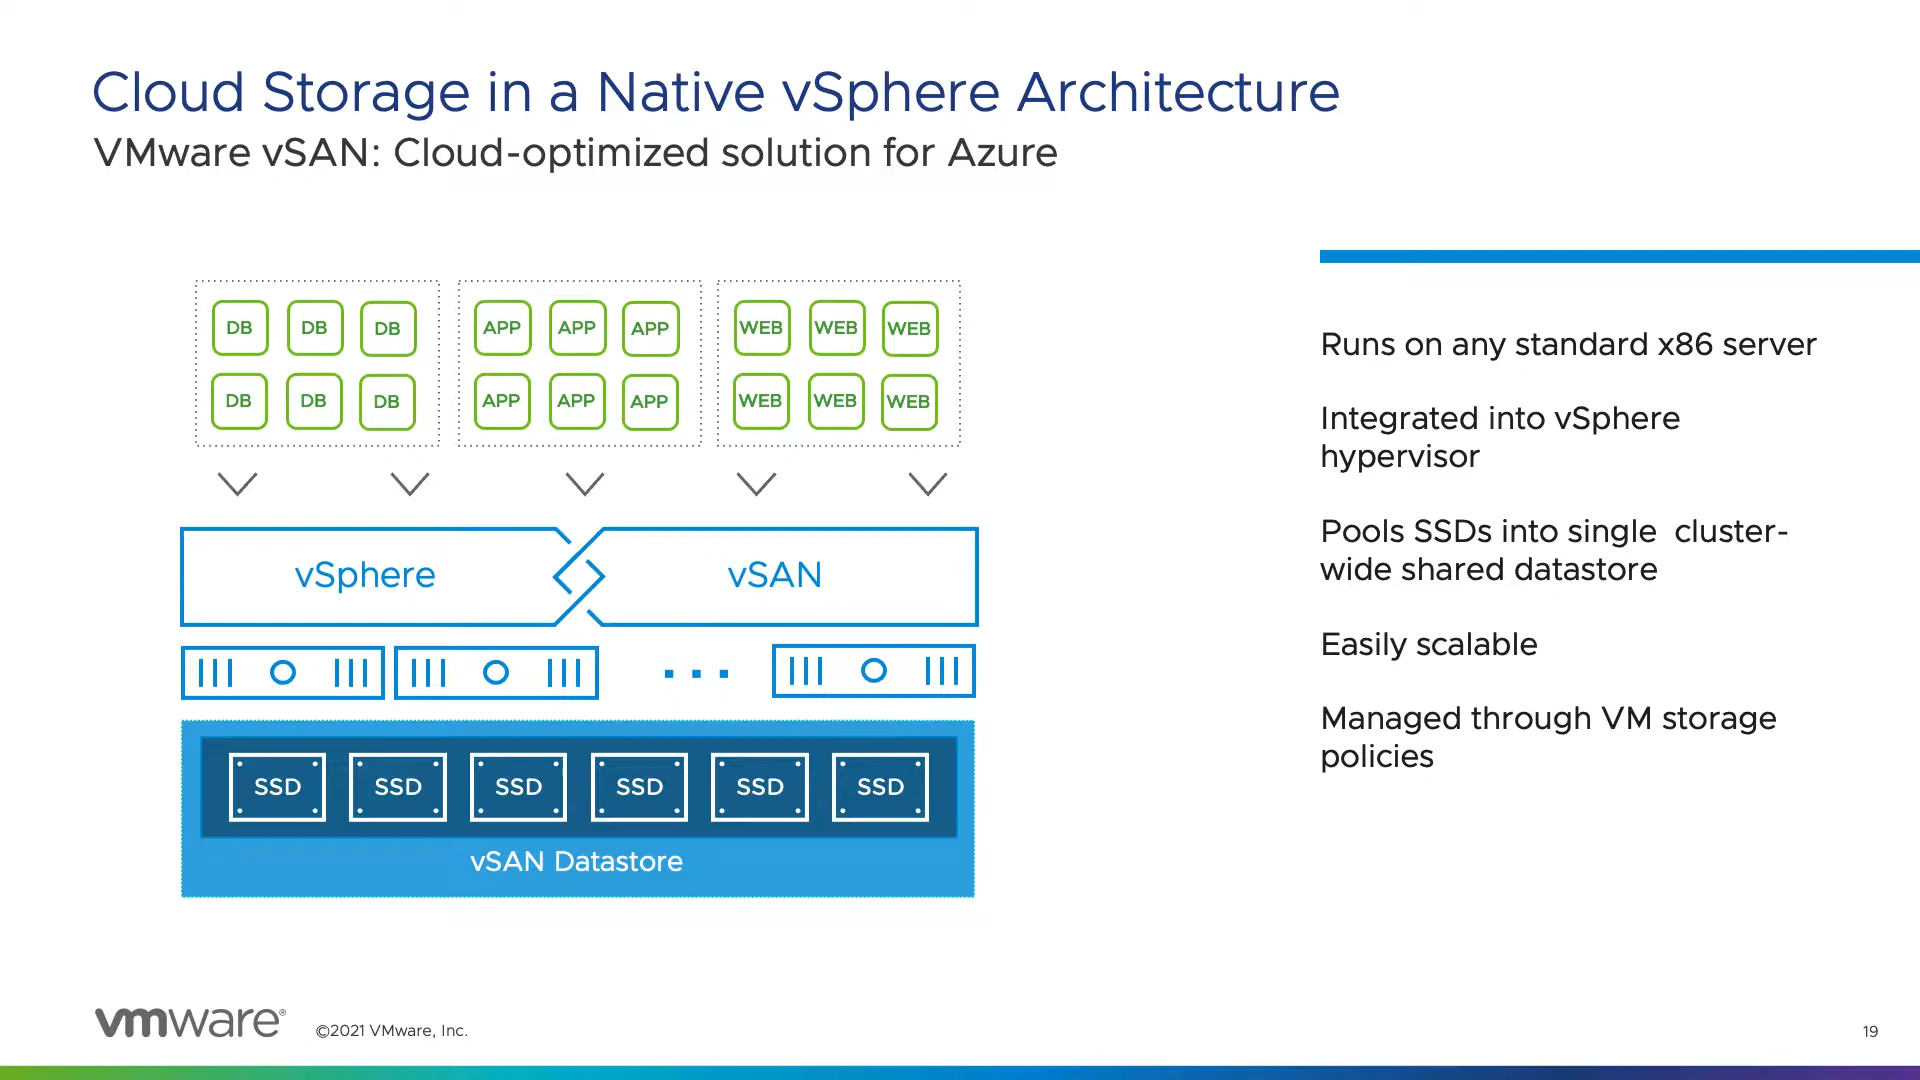 Cloud Storage in a Native vSphere Architecture
VMware vSAN: Cloud-optimized solution for Azure
DB DB DB
DB DB DB
APP APP APP
APP APP APP
WEB WEB WEB
WEB WEB WEB
vSphere
vSAN
SSD SSD SSD SSD SSD SSD
vSAN Datastore
Runs on any standard x86 server
Integrated into vSphere
hypervisor
Pools SSDs into single cluster-
wide shared datastore
Easily scalable
Managed through VM storage
policies
vmware®
©2021 VMware, Inc.
19